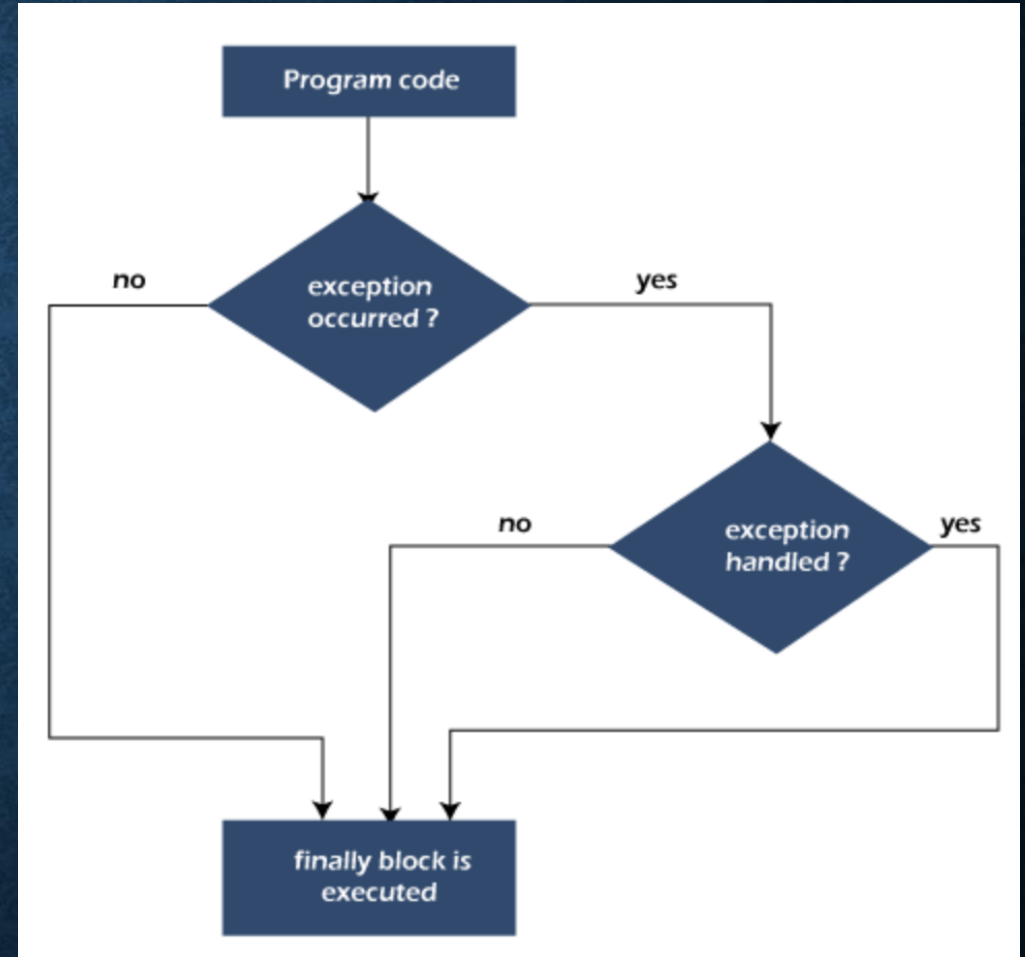 Program code
no
exception
occurred ?
yes
no
exception
handled ?
yes
finally block is
executed